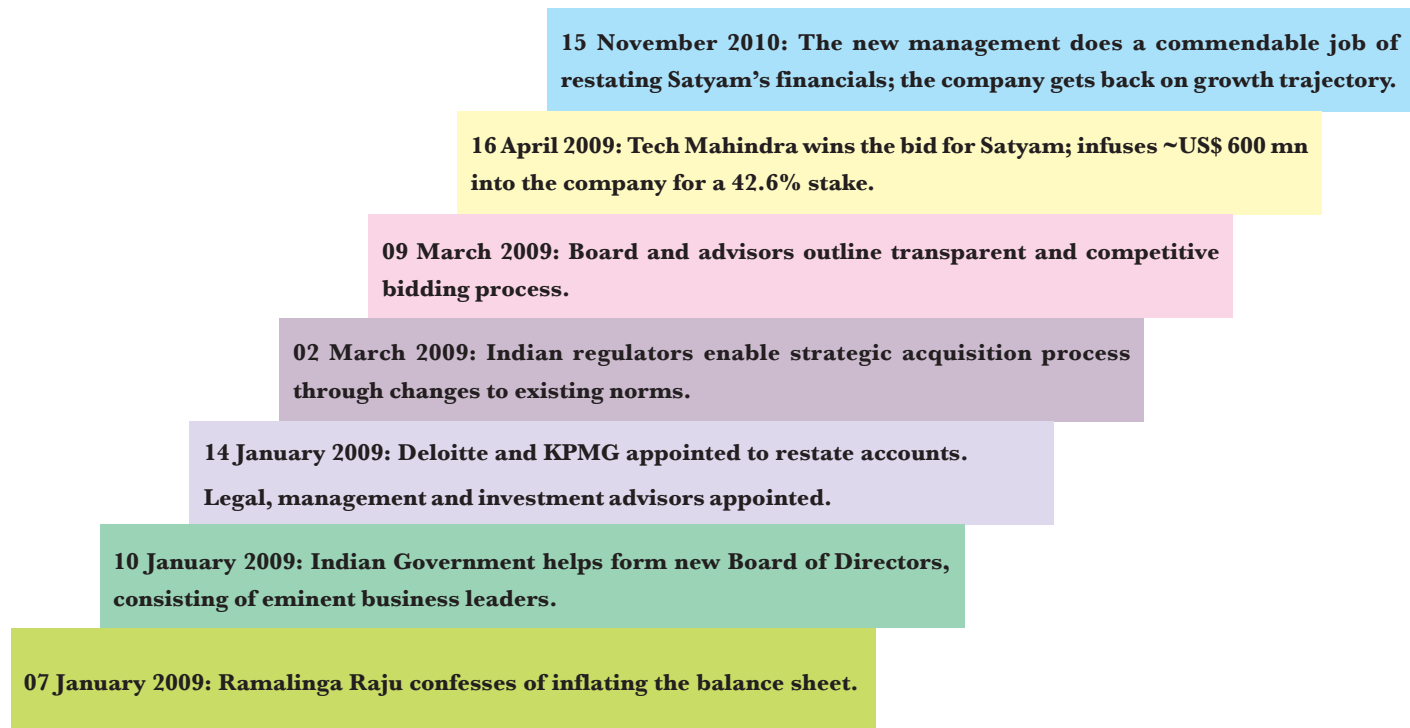 15 November 2010: The new management does a commendable job of
restating Satyam’s financials; the company gets back on growth trajectory.
16 April 2009: Tech Mahindra wins the bid for Satyam; infuses ~US$ 600 mn
into the company for a 42.6% stake.
09 March 2009: Board and advisors outline transparent and competitive
bidding process.
02 March 2009: Indian regulators enable strategic acquisition process
through changes to existing norms.
14 January 2009: Deloitte and KPMG appointed to restate accounts.
Legal, management and investment advisors appointed.
10 January 2009: Indian Government helps form new Board of Directors,
consisting of eminent business leaders.
07 January 2009: Ramalinga Raju confesses of inflating the balance sheet.